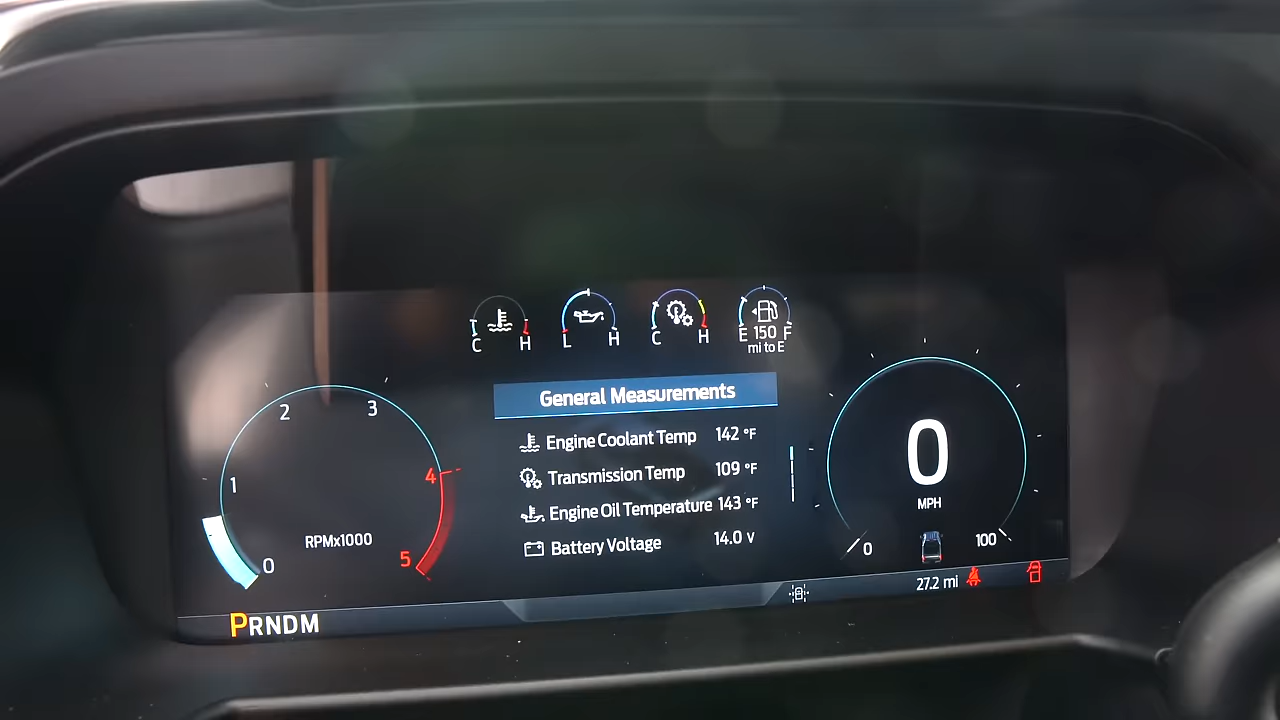 C H L H C H E 150 F
mi to E
General Measurements
Engine Coolant Temp 142 °F
Transmission Temp 109 °F
Engine Oil Temperature 143 °F
Battery Voltage 14.0 V
0 1 2 3 4 5
RPMx1000
0
MPH
0 100
27.2 mi
PRNDM